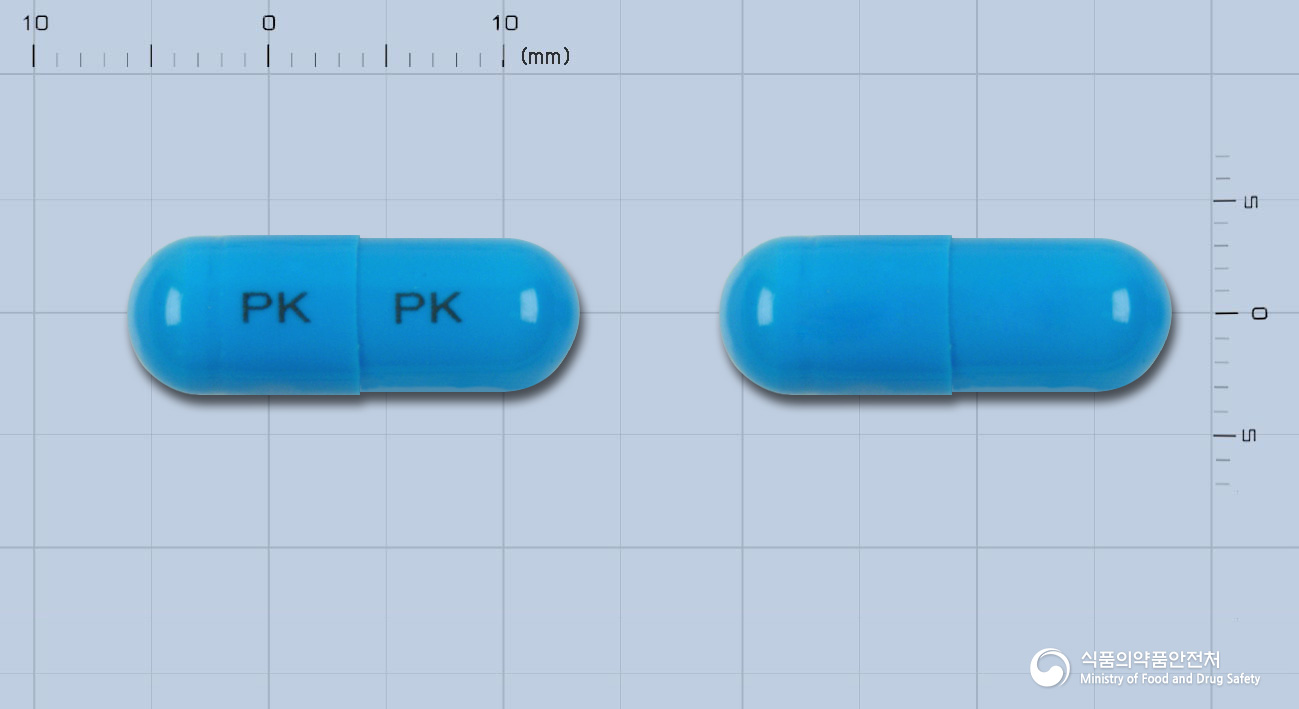 10 0 10
(mm)
PK PK
5
0
5
식품의약품안전처
Ministry of Food and Drug Safety